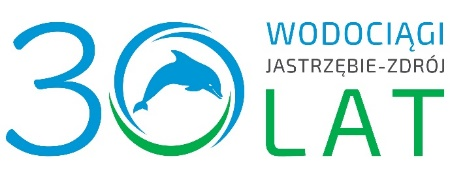 30
WODOCIĄGI
JASTRZĘBIE-ZDRÓJ
LAT